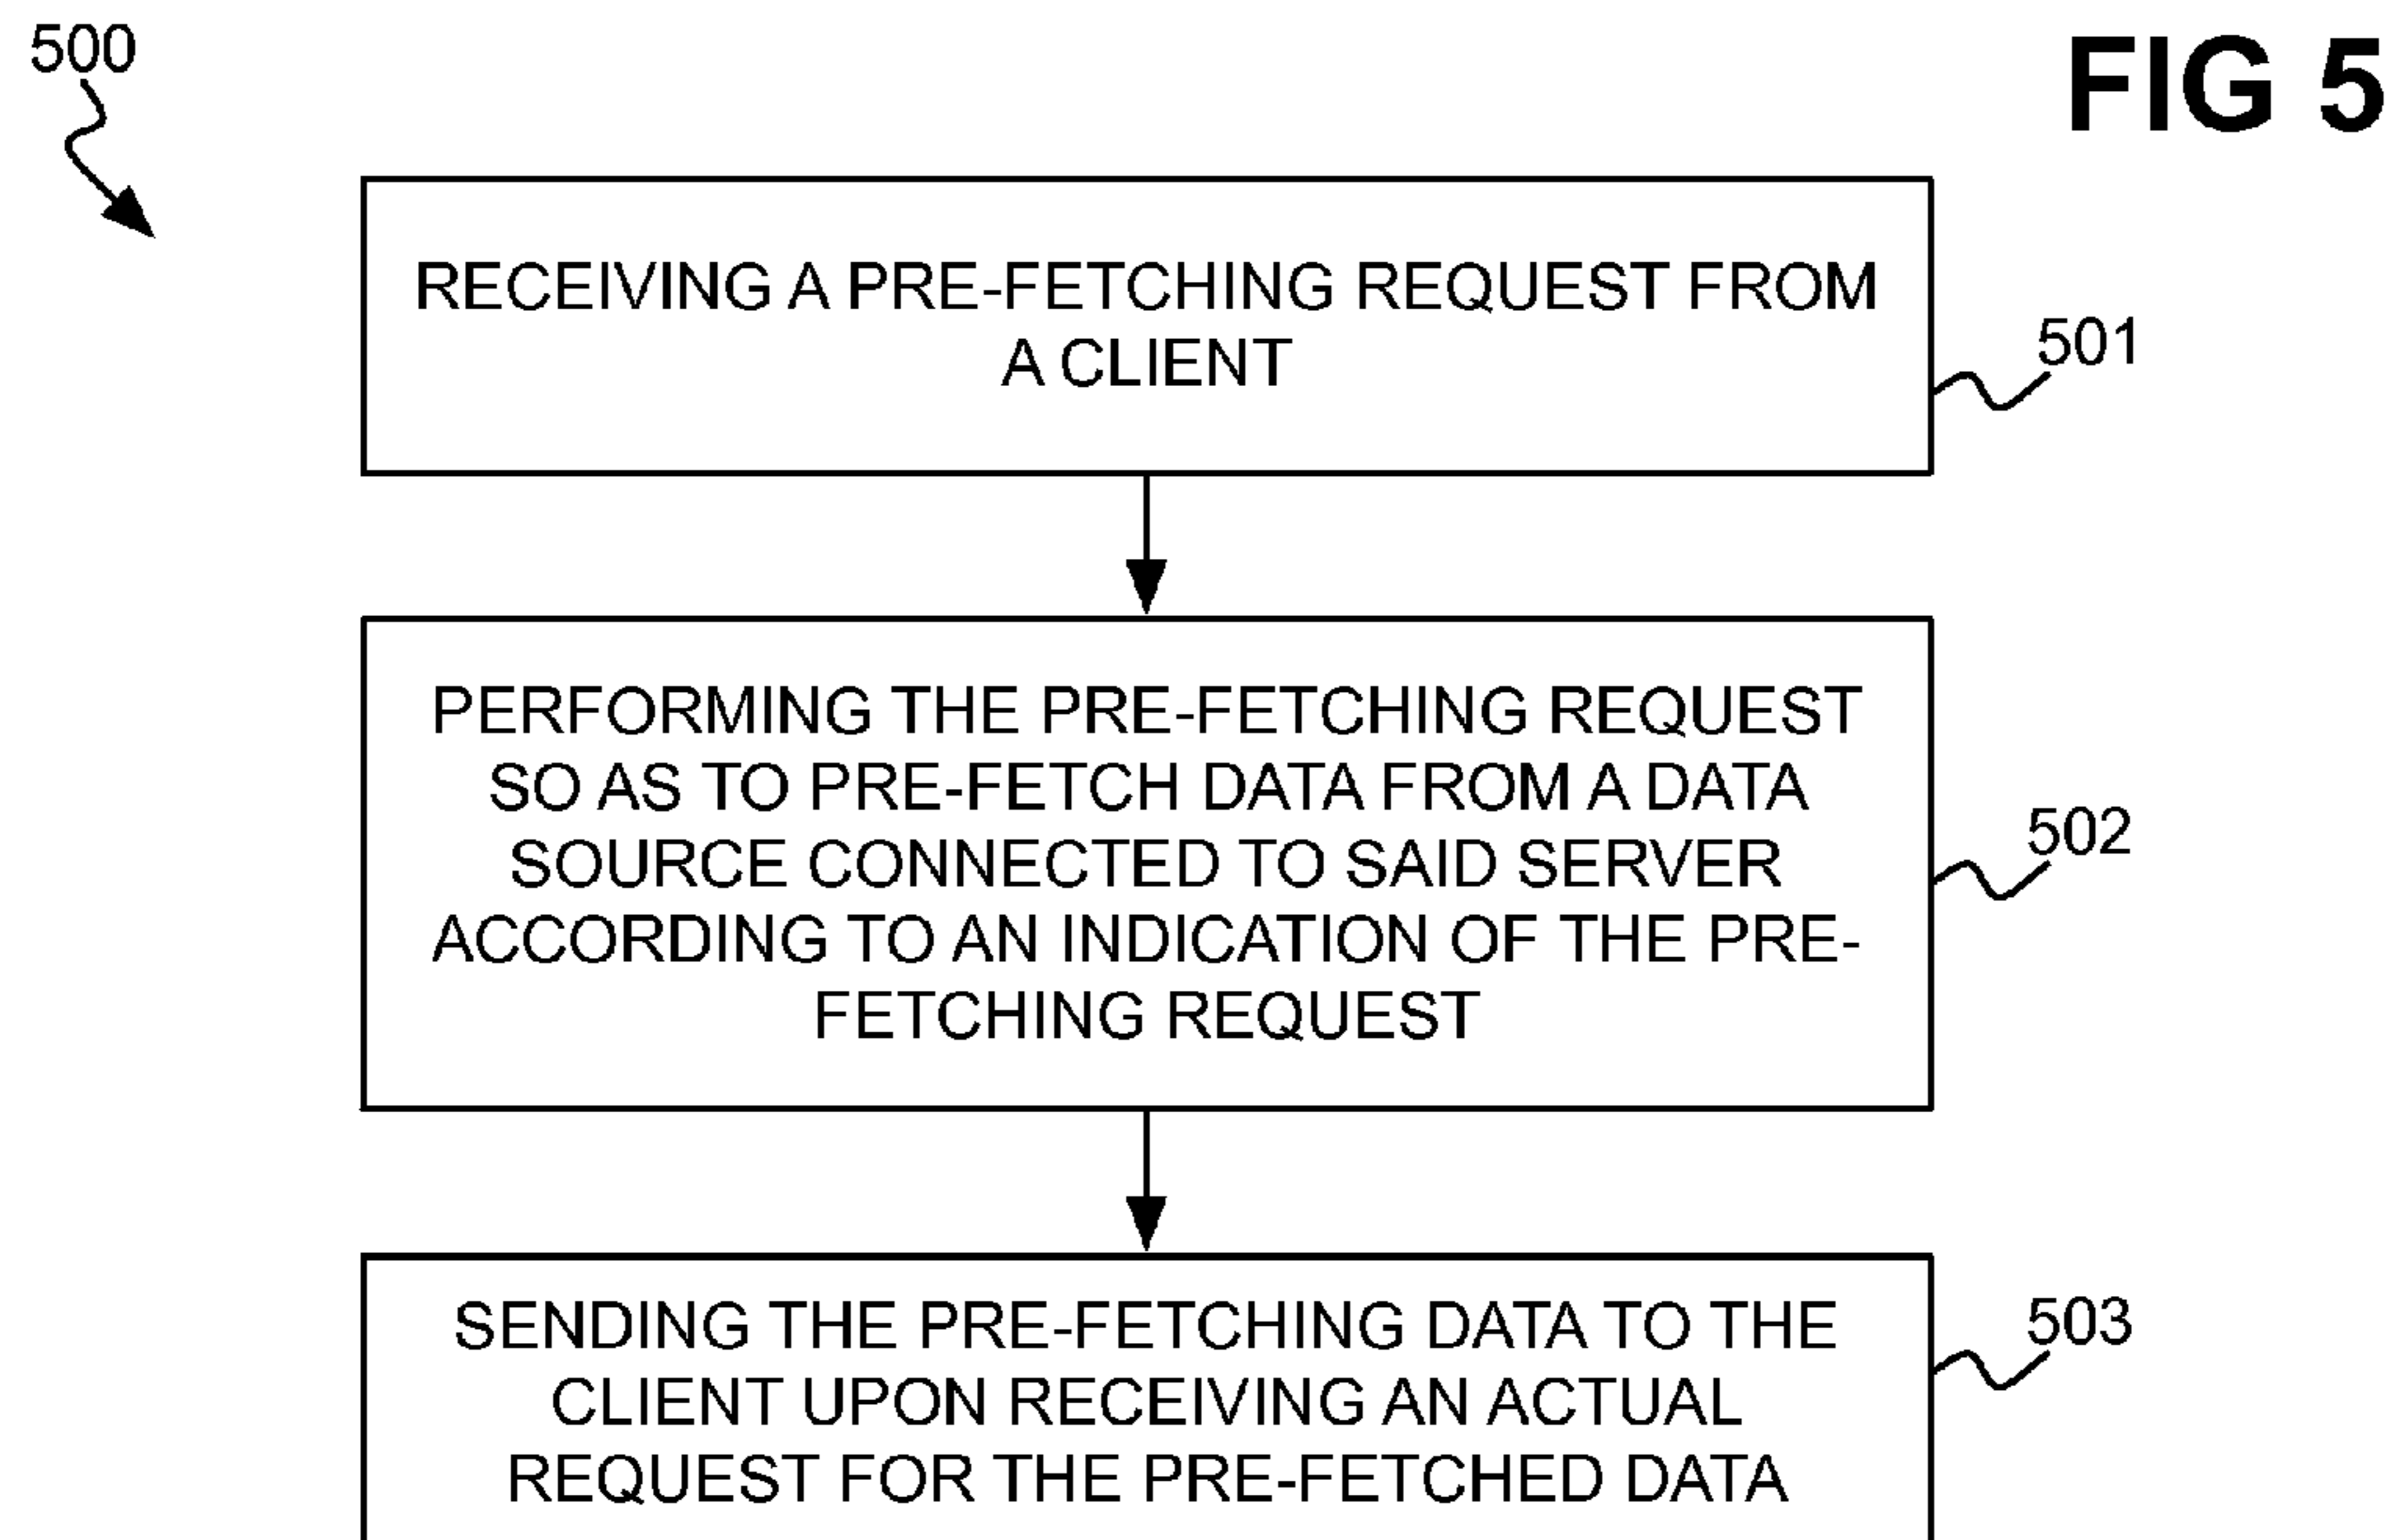 500
FIG 5
RECEIVING A PRE-FETCHING REQUEST FROM
A CLIENT
501
PERFORMING THE PRE-FETCHING REQUEST
SO AS TO PRE-FETCH DATA FROM A DATA
SOURCE CONNECTED TO SAID SERVER
ACCORDING TO AN INDICATION OF THE PRE-
FETCHING REQUEST
502
SENDING THE PRE-FETCHING DATA TO THE
CLIENT UPON RECEIVING AN ACTUAL
REQUEST FOR THE PRE-FETCHED DATA
503